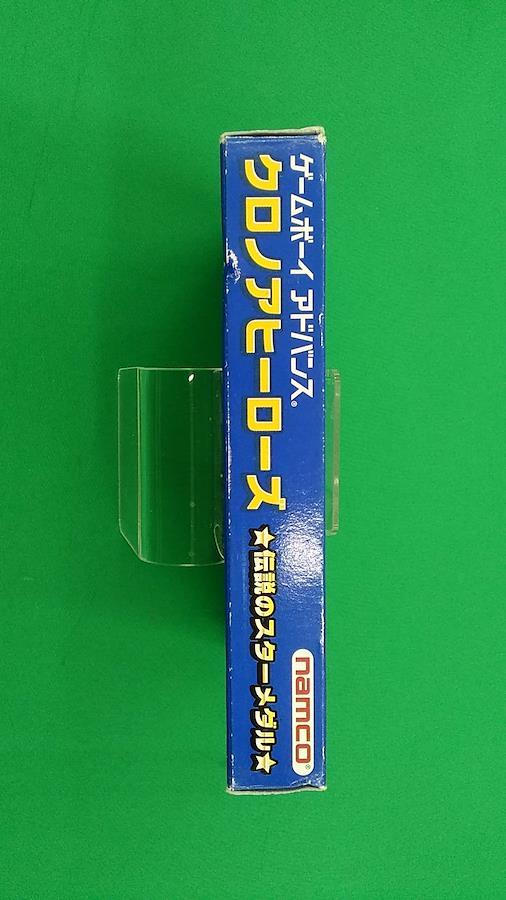 ゲームボーイ アドバンス®
クロノアヒーローズ
★伝説のスターメダル★
namco®